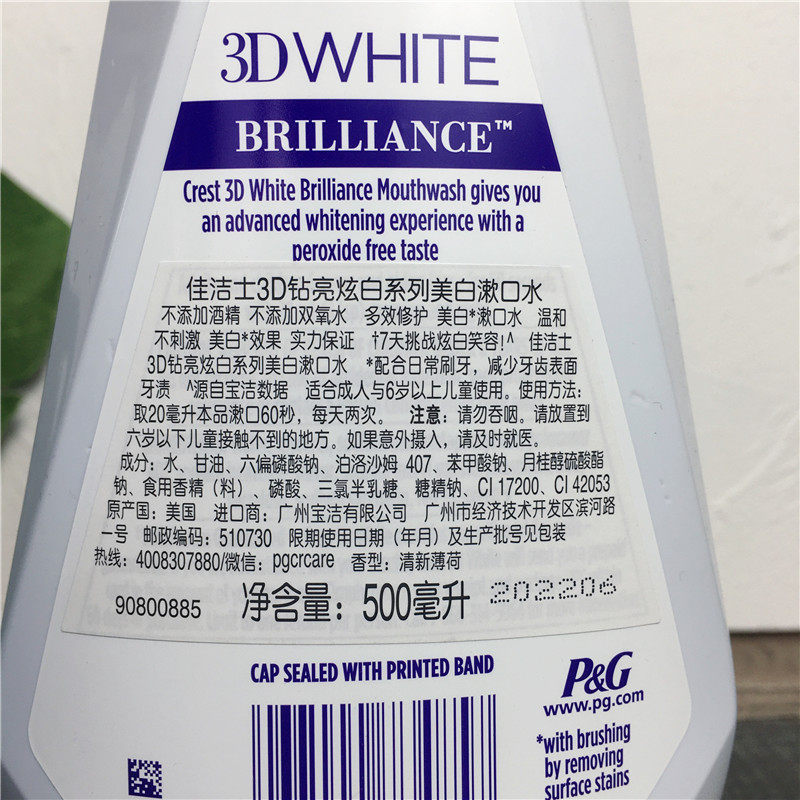 3DWHITE
BRILLIANCE™
Crest 3D White Brilliance Mouthwash gives you
an advanced whitening experience with a
peroxide free taste
佳洁士3D钻亮炫白系列美白漱口水
不添加酒精 不添加双氧水 多效修护 美白*漱口水 温和
不刺激 美白*效果 实力保证 †7天挑战炫白笑容!^ 佳洁士
3D钻亮炫白系列美白漱口水 *配合日常刷牙，减少牙齿表面
牙渍 ^源自宝洁数据 适合成人与6岁以上儿童使用。使用方法：
取20毫升本品漱口60秒，每天两次。 注意：请勿吞咽。请放置到
六岁以下儿童接触不到的地方。如果意外摄入，请及时就医。
成分：水、甘油、六偏磷酸钠、泊洛沙姆 407、苯甲酸钠、月桂醇硫酸酯
钠、食用香精（料）、磷酸、三氯半乳糖、糖精钠、CI 17200、CI 42053
原产国：美国 进口商：广州宝洁有限公司 广州市经济技术开发区滨河路
一号 邮政编码：510730 限期使用日期（年月）及生产批号见包装
热线：4008307880/微信：pgcrcare 香型：清新薄荷
90800885 净含量：500毫升 202206
CAP SEALED WITH PRINTED BAND
P&G
www.pg.com
*with brushing
by removing
surface stains